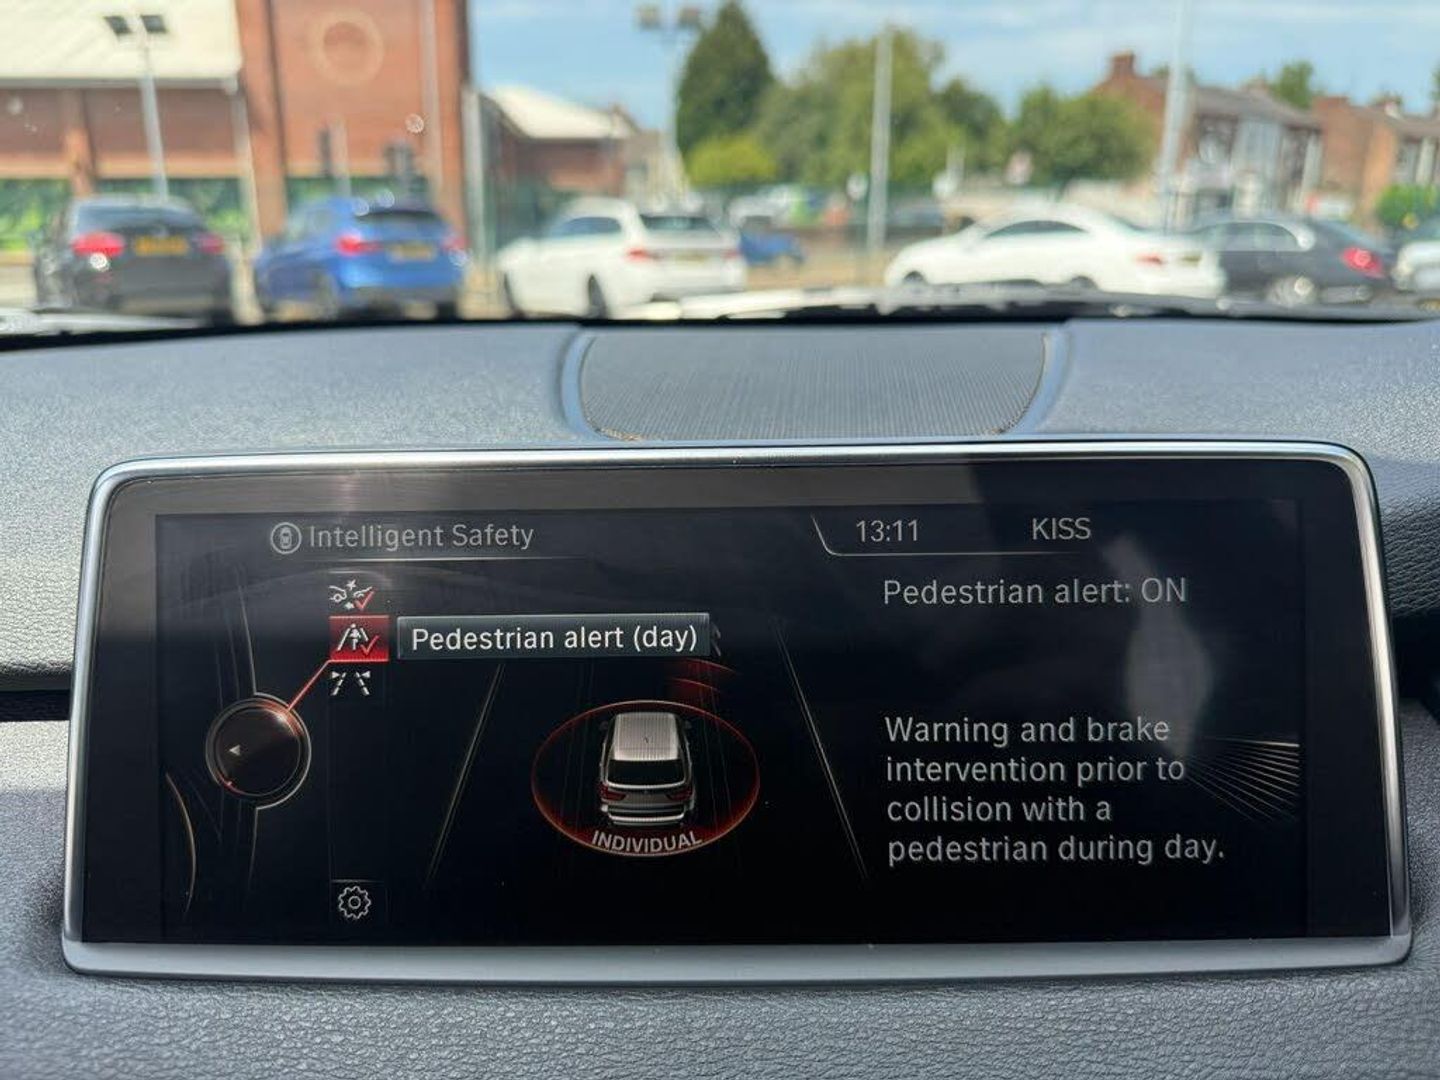 Intelligent Safety
13:11
KISS
Pedestrian alert: ON
Pedestrian alert (day)
Warning and brake
intervention prior to
collision with a
pedestrian during day.
INDIVIDUAL